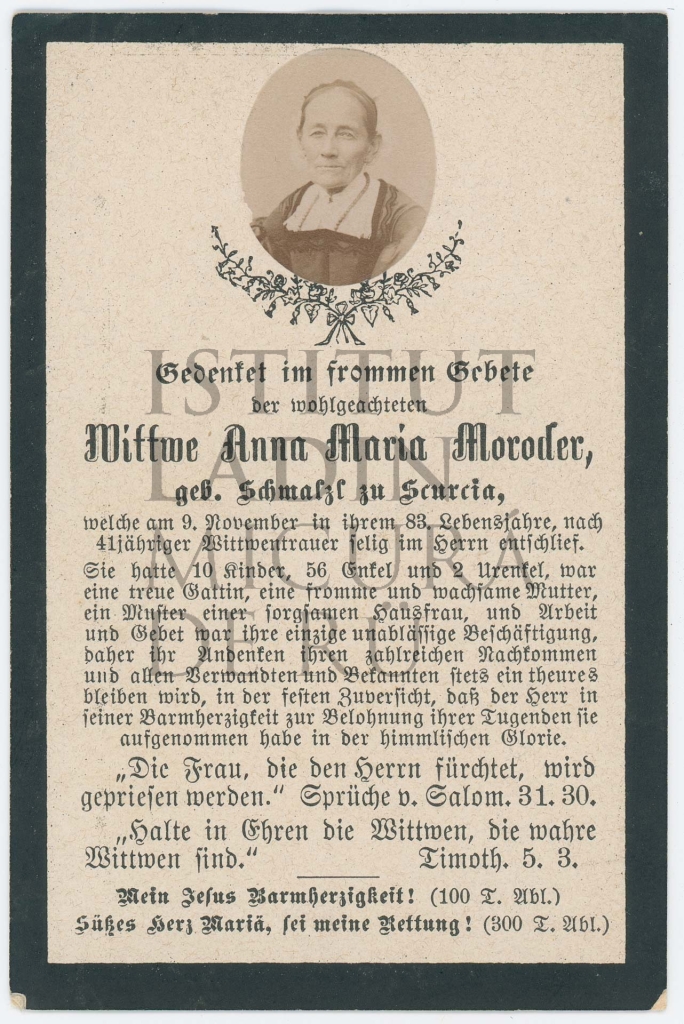 Gedenket im frommen Gebete
der wohlgeachteten
Wittwe Anna Maria Moroder,
geb. Schmalzl zu Scurcia,
welche am 9. November in ihrem 83. Lebensjahre, nach
41jähriger Wittwentrauer selig im Herrn entschlief.
Sie hatte 10 Kinder, 56 Enkel und 2 Urenkel, war
eine treue Gattin, eine fromme und wachsame Mutter,
ein Muster einer sorgsamen Hausfrau, und Arbeit
und Gebet war ihre einzige unablässige Beschäftigung,
daher ihr Andenken ihren zahlreichen Nachkommen
und allen Verwandten und Bekannten stets ein theures
bleiben wird, in der festen Zuversicht, daß der Herr in
seiner Barmherzigkeit zur Belohnung ihrer Tugenden sie
aufgenommen habe in der himmlischen Glorie.
„Die Frau, die den Herrn fürchtet, wird
gepriesen werden.“ Sprüche v. Salom. 31. 30.
„Halte in Ehren die Wittwen, die wahre
Wittwen sind.“ Timoth. 5. 3.
Mein Jesus Barmherzigkeit! (100 T. Abl.)
Süßes Herz Mariä, sei meine Rettung! (300 T. Abl.)
ISTITUT
LADIN
MICURÁ
DE RÜ